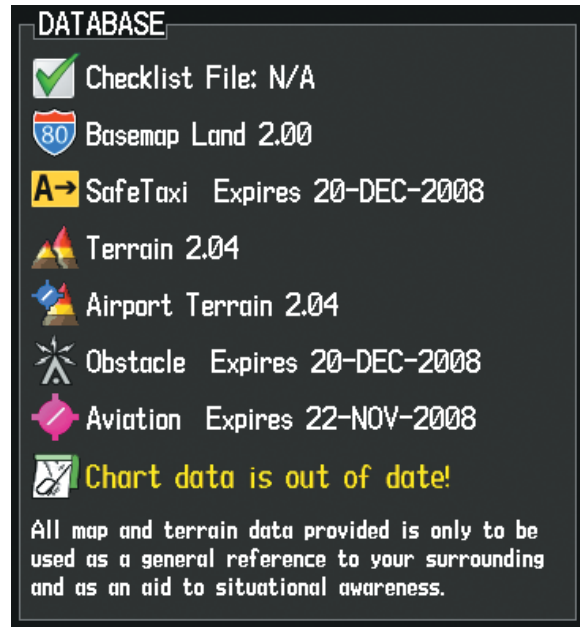 DATABASE
Checklist File: N/A
80 Basemap Land 2.00
A→ SafeTaxi Expires 20-DEC-2008
Terrain 2.04
Airport Terrain 2.04
Obstacle Expires 20-DEC-2008
Aviation Expires 22-NOV-2008
Chart data is out of date!
All map and terrain data provided is only to be
used as a general reference to your surrounding
and as an aid to situational awareness.